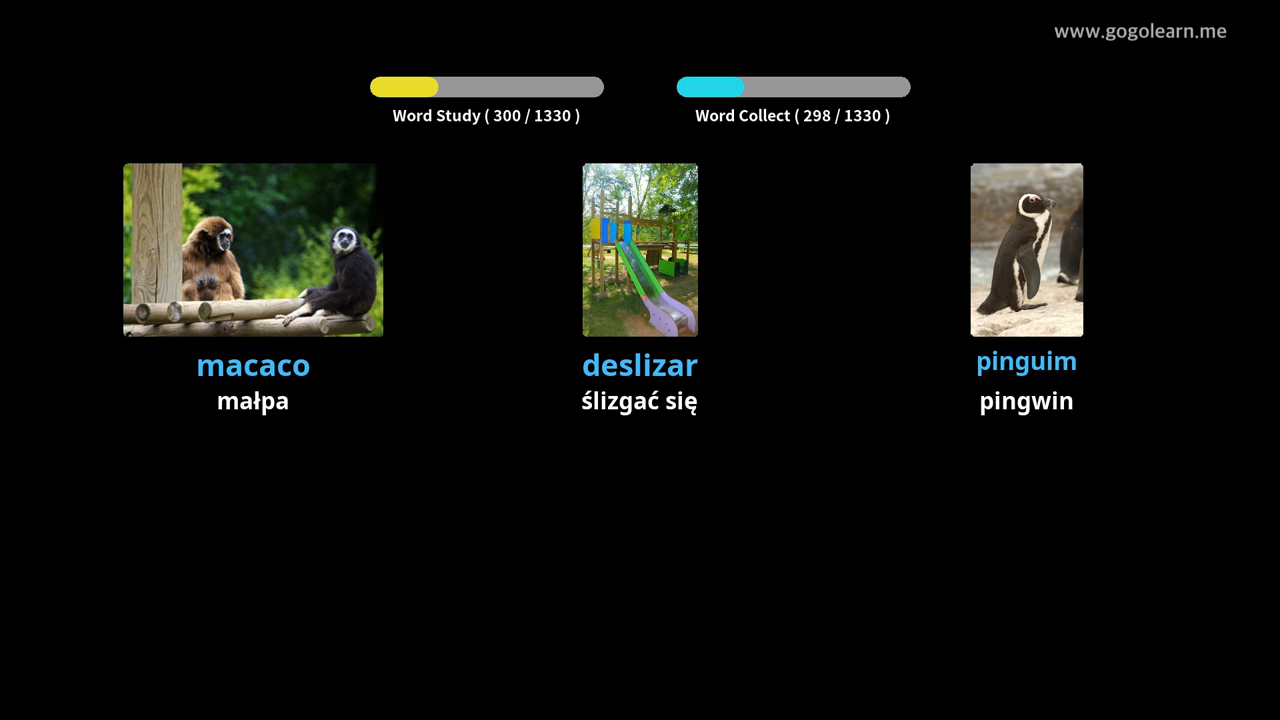 www.gogolearn.me
Word Study ( 300 / 1330 )
Word Collect ( 298 / 1330 )
macaco
małpa
deslizar
ślizgać się
pinguim
pingwin